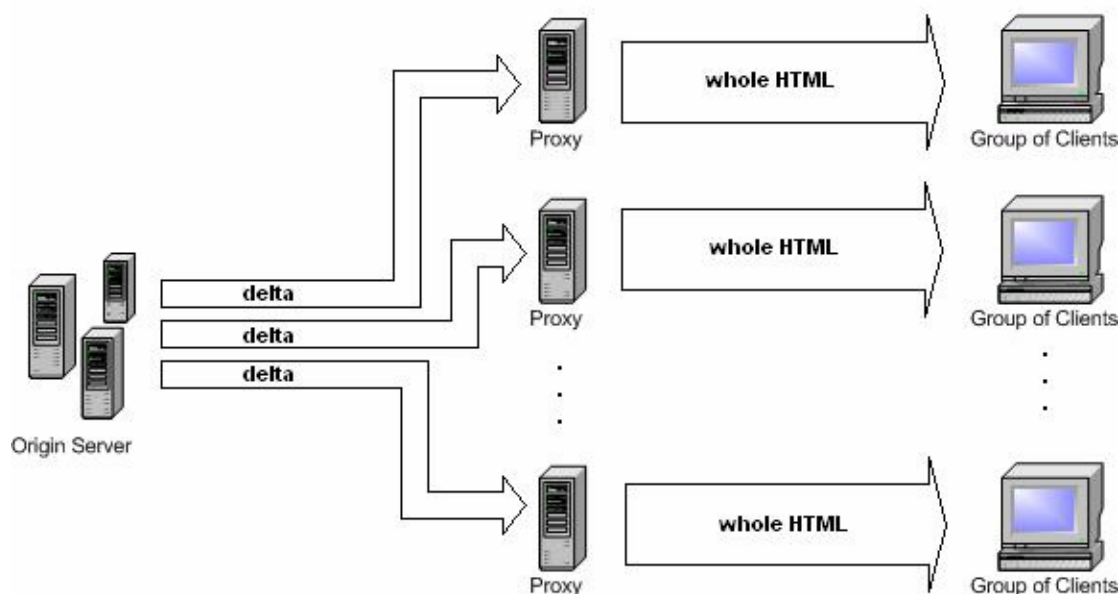 whole HTML
Proxy
Group of Clients
whole HTML
Proxy
Group of Clients
delta
delta
delta
Origin Server
whole HTML
Proxy
Group of Clients